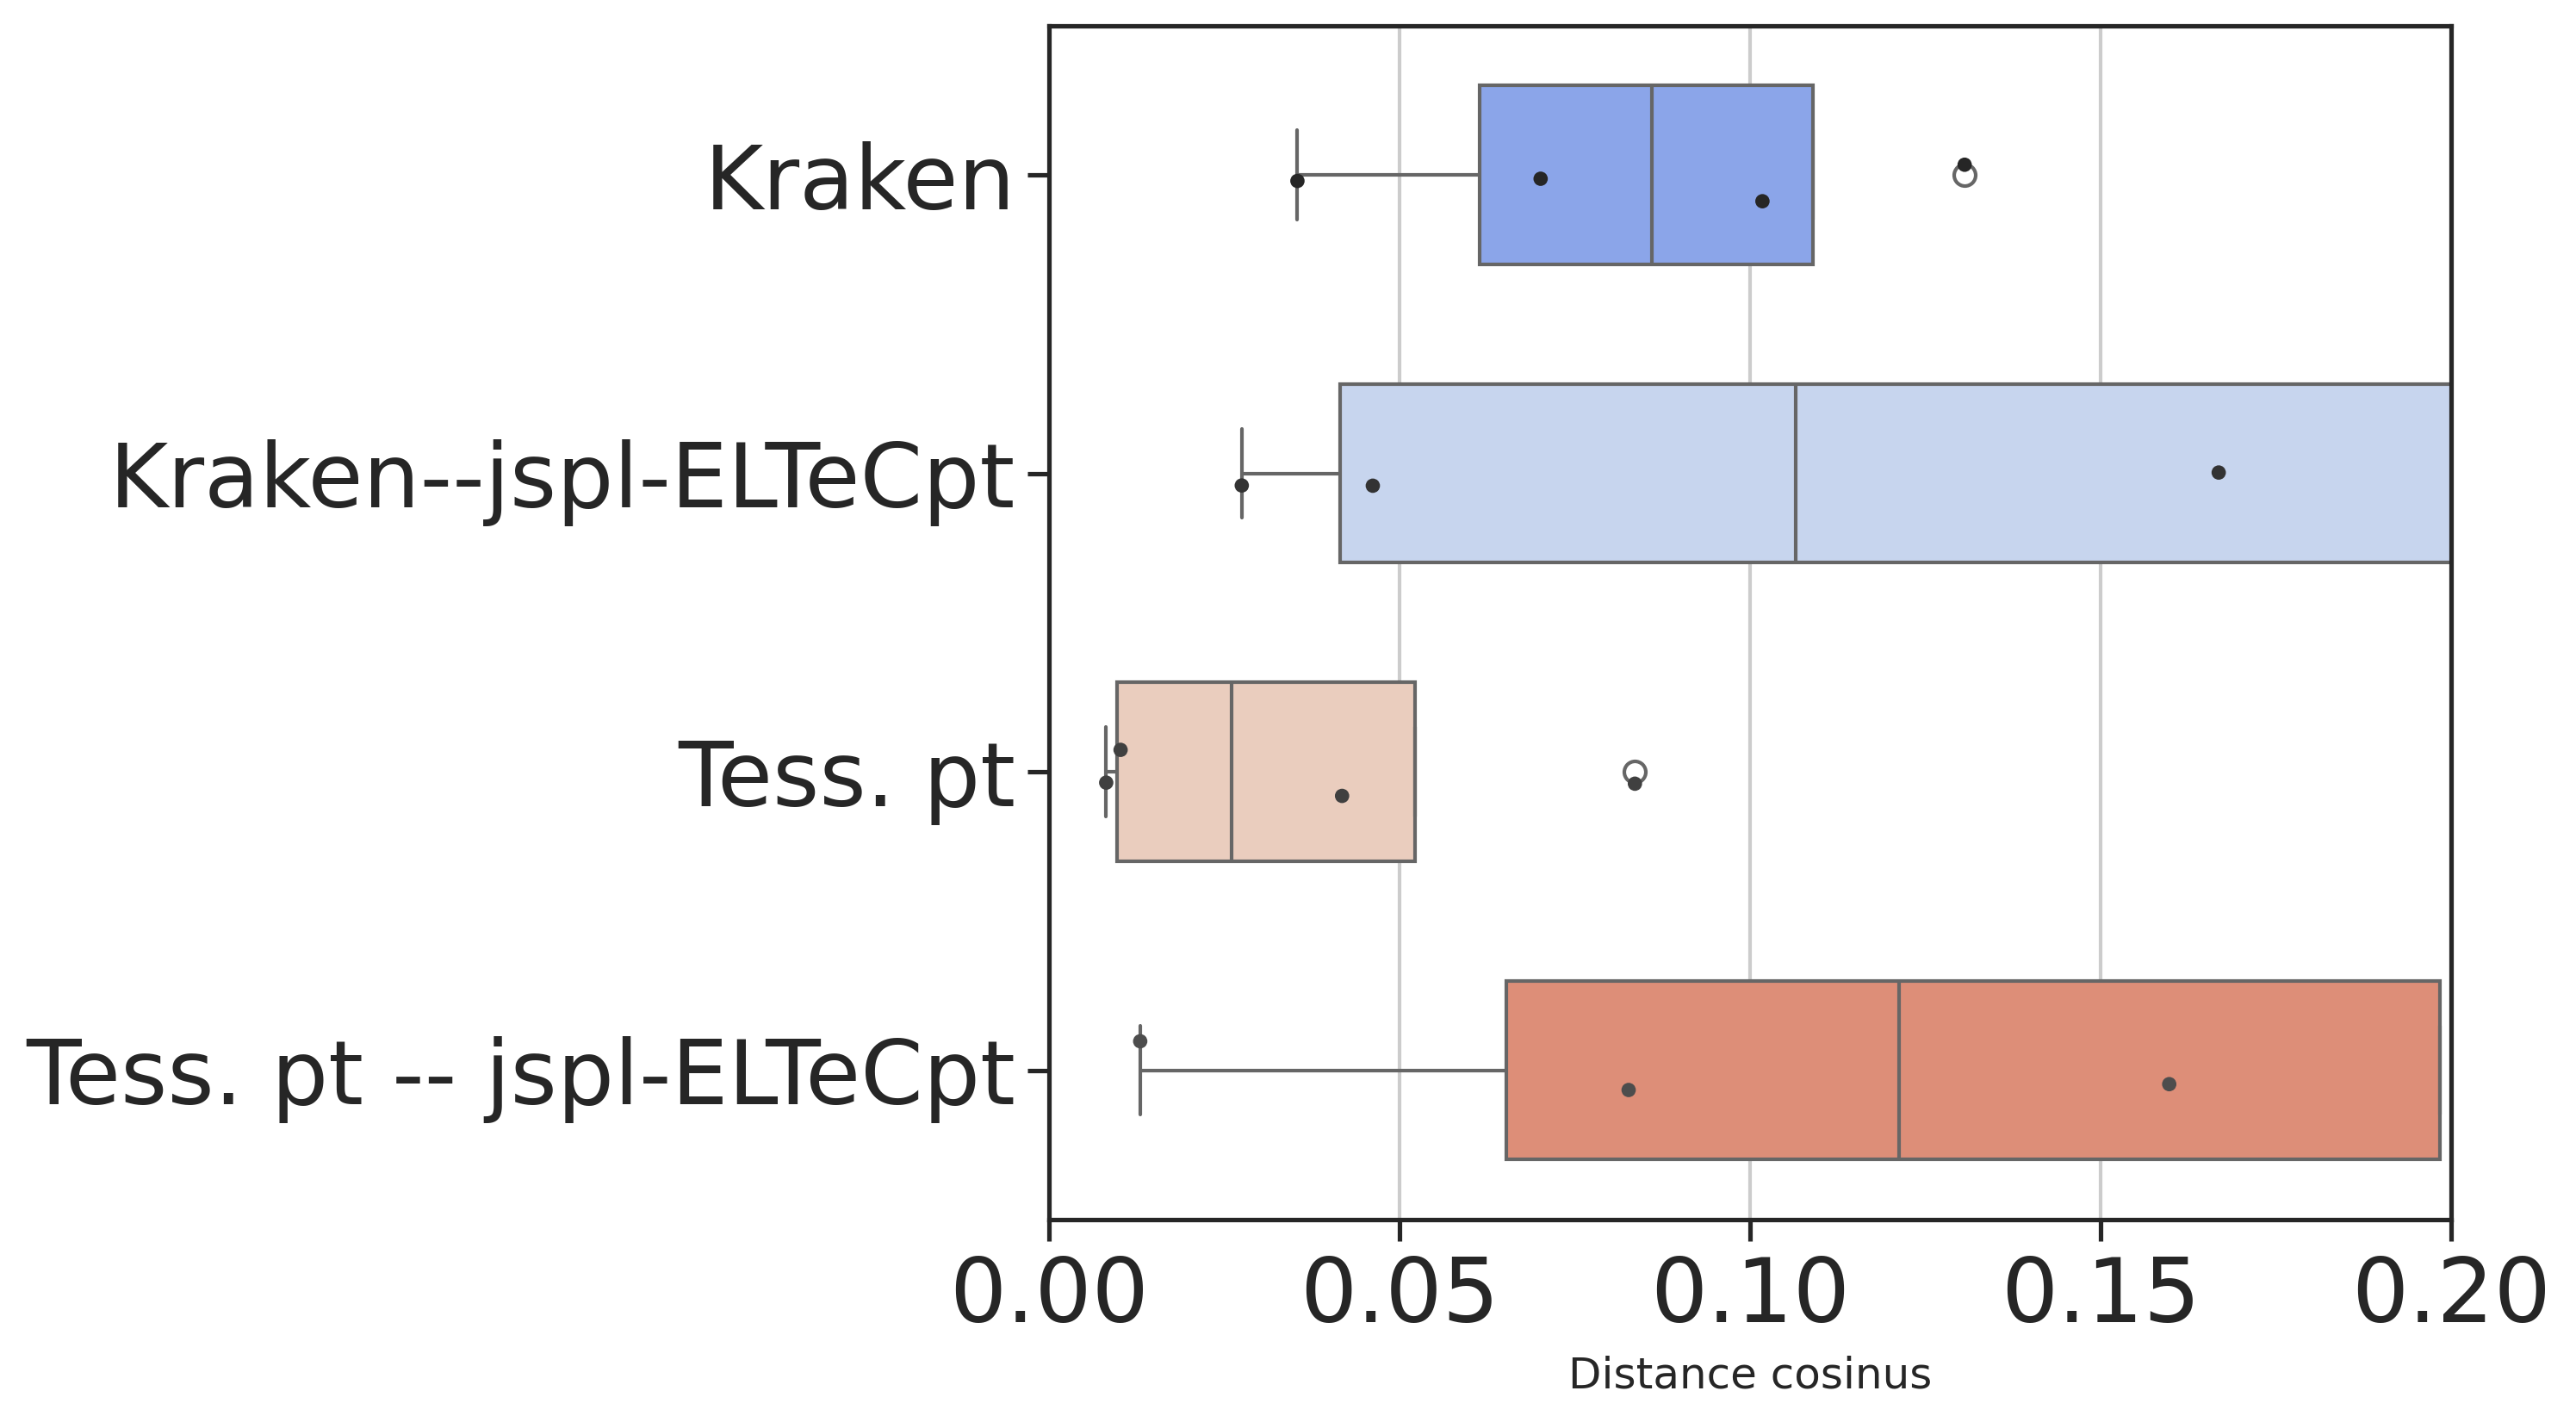 Kraken
Kraken--jspl-ELTeCpt
Tess. pt
Tess. pt -- jspl-ELTeCpt
0.00 0.05 0.10 0.15 0.20
Distance cosinus